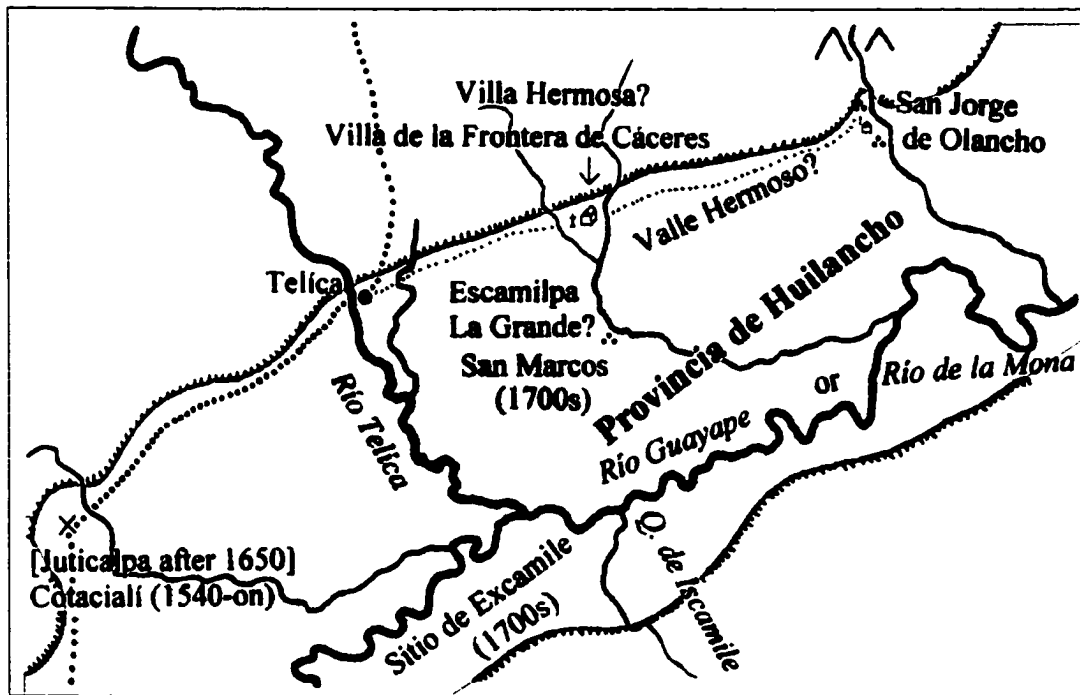 Villa Hermosa?
Villa de la Frontera de Cáceres
San Jorge
de Olancho
Valle Hermoso?
Telíca
Escamilpa
La Grande?
San Marcos
(1700s)
Provincia de Huilancho
Río Telíca
Río Guayape
or
Río de la Mona
[Juticalpa after 1650]
Cotacialí (1540-on)
Sitio de Excamile
(1700s)
Q. de Iscamile